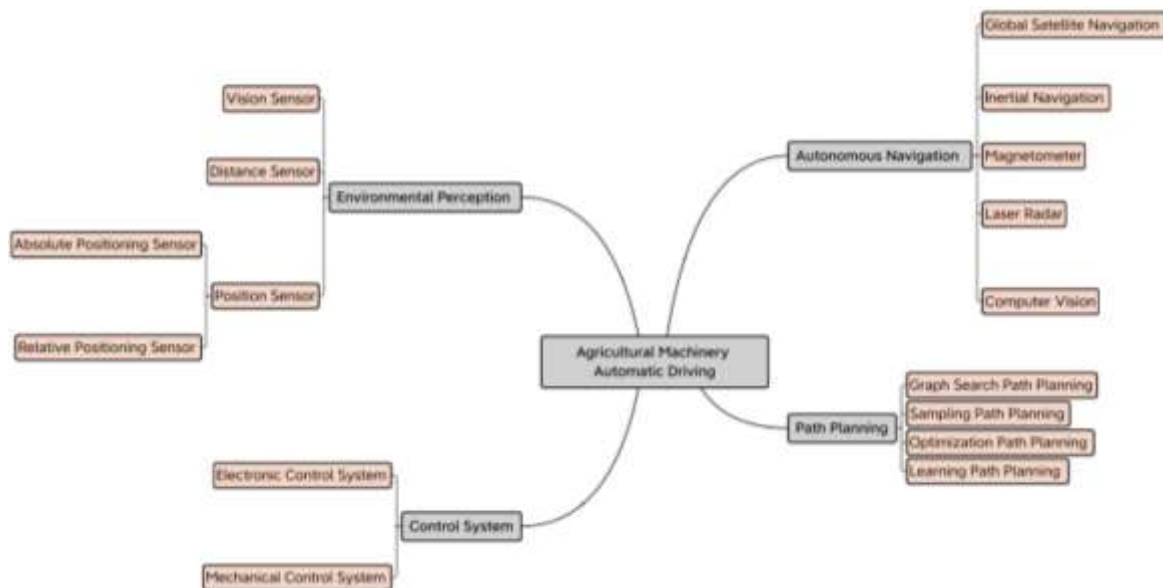 Global Satellite Navigation
Vision Sensor
Inertial Navigation
Autonomous Navigation
Magnetometer
Distance Sensor
Environmental Perception
Laser Radar
Absolute Positioning Sensor
Position Sensor
Computer Vision
Relative Positioning Sensor
Agricultural Machinery
Automatic Driving
Graph Search Path Planning
Sampling Path Planning
Path Planning
Optimization Path Planning
Learning Path Planning
Electronic Control System
Control System
Mechanical Control System